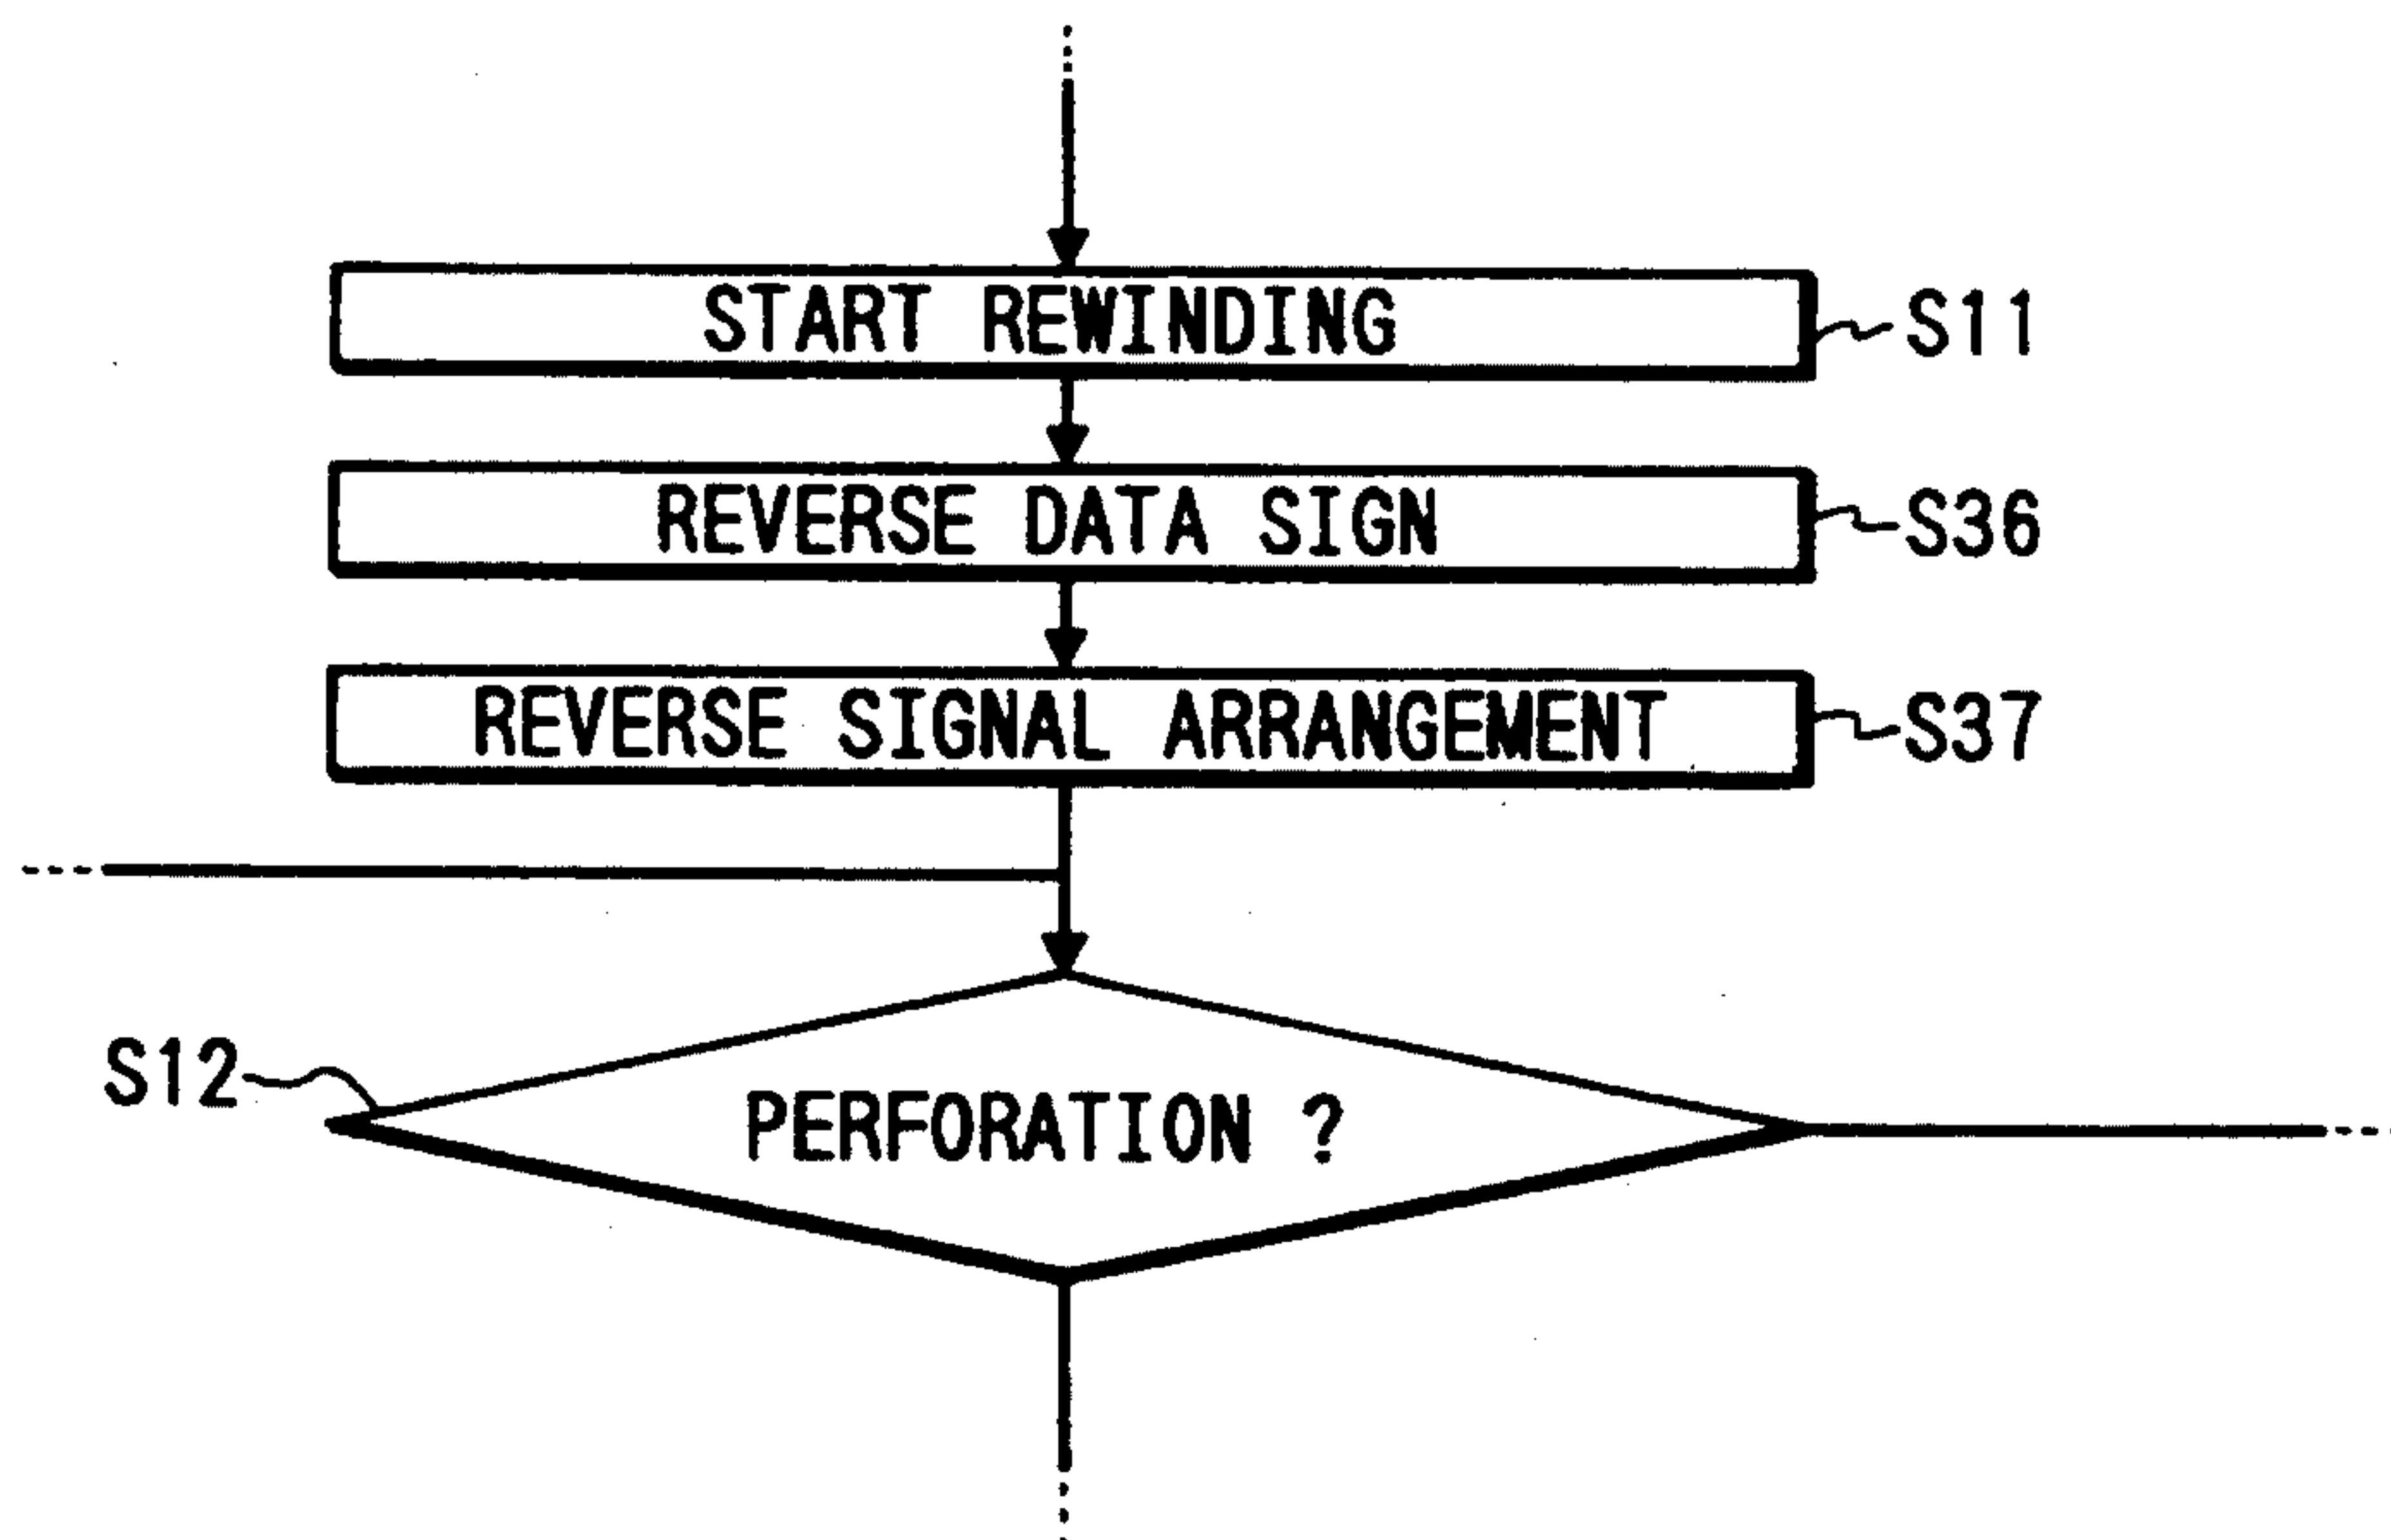 START REWINDING S11
REVERSE DATA SIGN S36
REVERSE SIGNAL ARRANGEMENT S37
S12
PERFORATION ?